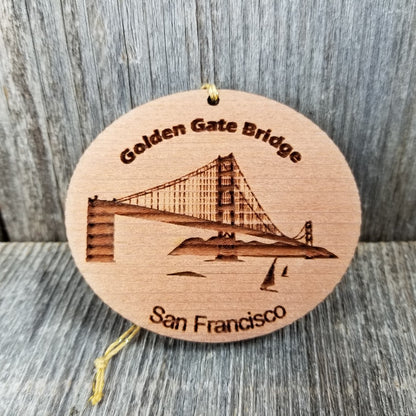 Golden Gate Bridge
San Francisco